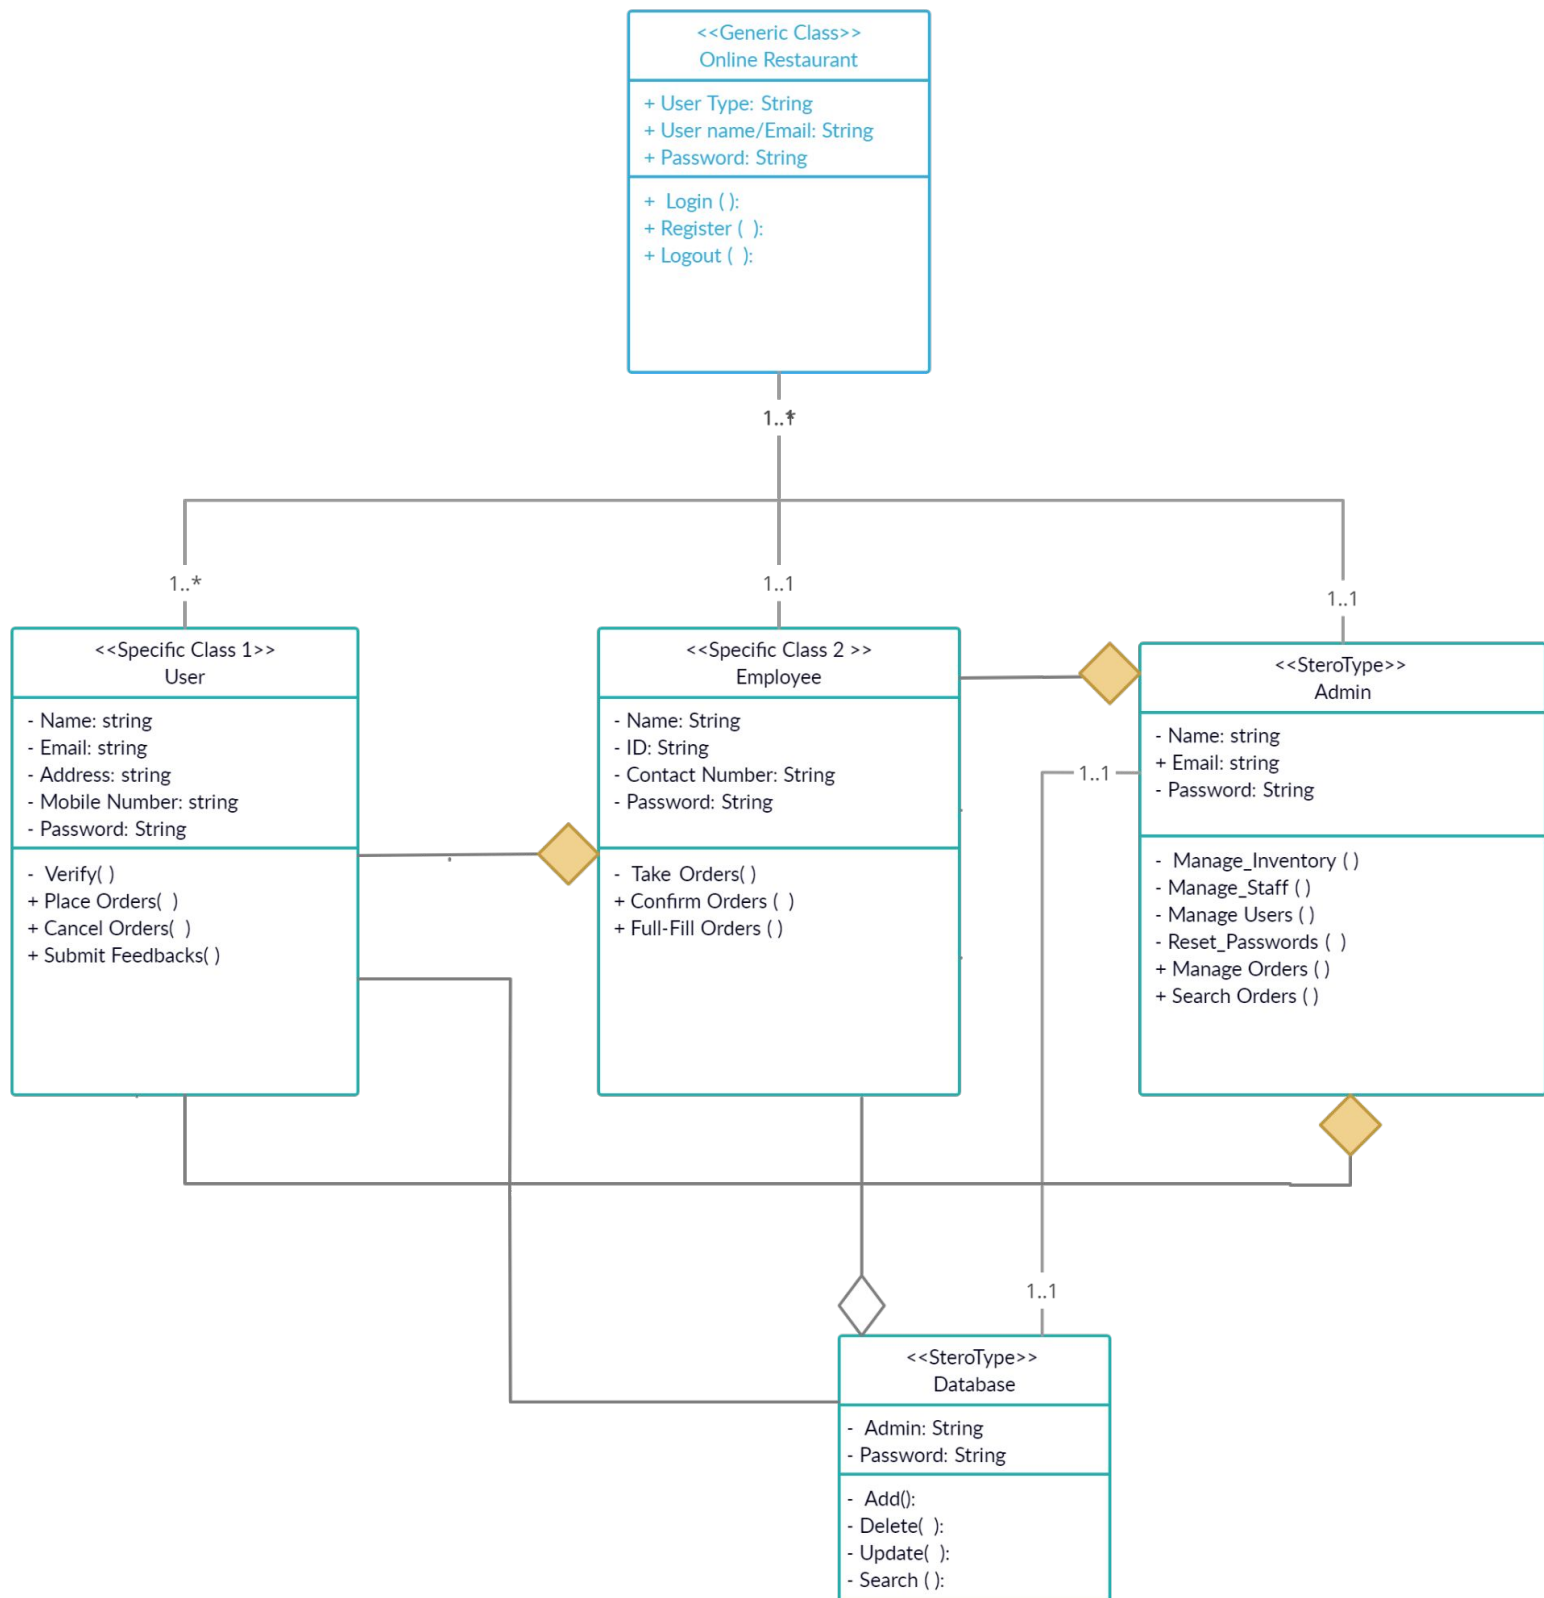 <<Generic Class>>
Online Restaurant
+ User Type: String
+ User name/Email: String
+ Password: String
+ Login ( ):
+ Register ( ):
+ Logout ( ):
1..*
1..1
1..1
<<Specific Class 1>>
User
- Name: string
- Email: string
- Address: string
- Mobile Number: string
- Password: String
- Verify( )
+ Place Orders( )
+ Cancel Orders( )
+ Submit Feedbacks( )
<<Specific Class 2 >>
Employee
- Name: String
- ID: String
- Contact Number: String
- Password: String
- Take Orders( )
+ Confirm Orders ( )
+ Full-Fill Orders ( )
<<SteroType>>
Admin
- Name: string
+ Email: string
- Password: String
- Manage_Inventory ( )
- Manage_Staff ( )
- Manage Users ( )
- Reset_Passwords ( )
+ Manage Orders ( )
+ Search Orders ( )
1..1
1..1
<<SteroType>>
Database
- Admin: String
- Password: String
- Add():
- Delete( ):
- Update( ):
- Search ( ):